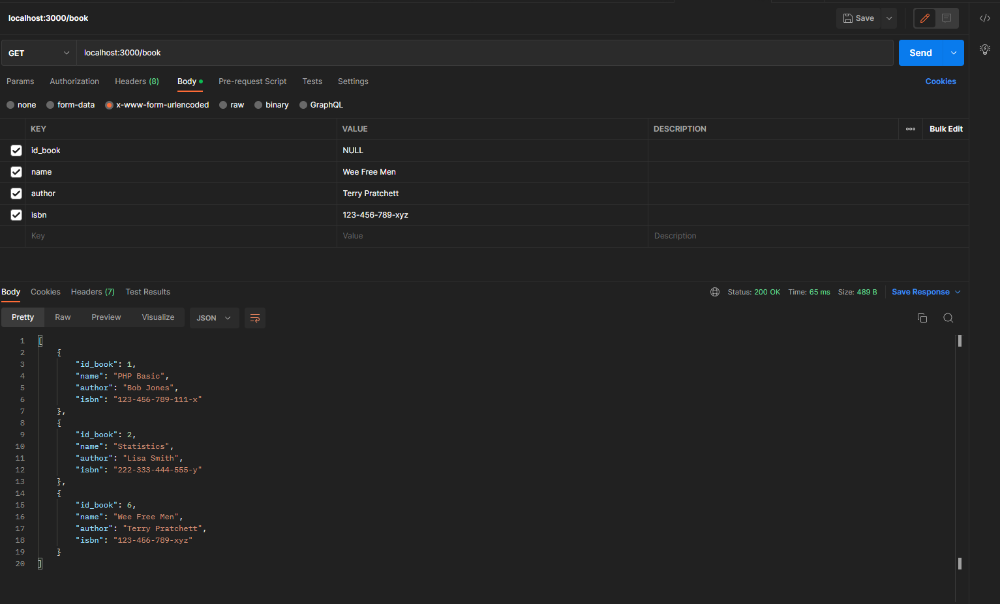 localhost:3000/book
Save
GET localhost:3000/book Send
Params Authorization Headers (8) Body Pre-request Script Tests Settings Cookies
none form-data x-www-form-urlencoded raw binary GraphQL
KEY VALUE DESCRIPTION Bulk Edit
id_book NULL
name Wee Free Men
author Terry Pratchett
isbn 123-456-789-xyz
Key Value Description
Body Cookies Headers (7) Test Results Status: 200 OK Time: 65 ms Size: 489 B Save Response
Pretty Raw Preview Visualize JSON
1 [
2 {
3 "id_book": 1,
4 "name": "PHP Basic",
5 "author": "Bob Jones",
6 "isbn": "123-456-789-111-x"
7 },
8 {
9 "id_book": 2,
10 "name": "Statistics",
11 "author": "Lisa Smith",
12 "isbn": "222-333-444-555-y"
13 },
14 {
15 "id_book": 6,
16 "name": "Wee Free Men",
17 "author": "Terry Pratchett",
18 "isbn": "123-456-789-xyz"
19 }
20 ]